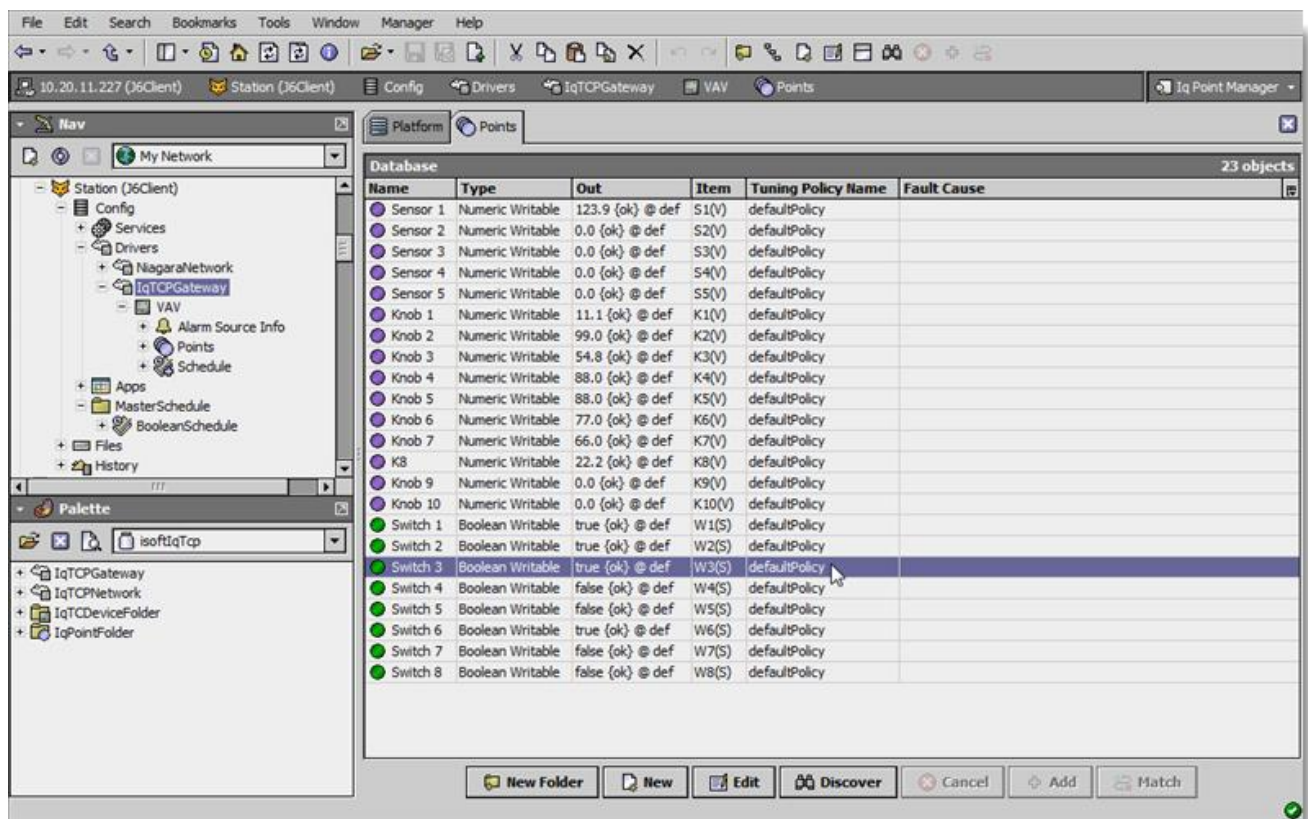 File Edit Search Bookmarks Tools Window Manager Help
10.20.11.227 (J6Client) Station (J6Client) Config Drivers IqTCPGateway VAV Points Iq Point Manager
Nav
My Network
Station (J6Client)
Config
Services
Drivers
NiagaraNetwork
IqTCPGateway
VAV
Alarm Source Info
Points
Schedule
Apps
MasterSchedule
BooleanSchedule
Files
History
Palette
isoftIqTcp
IqTCPGateway
IqTCPNetwork
IqTCDeviceFolder
IqPointFolder
Platform Points
Database 23 objects
Name Type Out Item Tuning Policy Name Fault Cause
Sensor 1 Numeric Writable 123.9 {ok} @ def S1(V) defaultPolicy
Sensor 2 Numeric Writable 0.0 {ok} @ def S2(V) defaultPolicy
Sensor 3 Numeric Writable 0.0 {ok} @ def S3(V) defaultPolicy
Sensor 4 Numeric Writable 0.0 {ok} @ def S4(V) defaultPolicy
Sensor 5 Numeric Writable 0.0 {ok} @ def S5(V) defaultPolicy
Knob 1 Numeric Writable 11.1 {ok} @ def K1(V) defaultPolicy
Knob 2 Numeric Writable 99.0 {ok} @ def K2(V) defaultPolicy
Knob 3 Numeric Writable 54.8 {ok} @ def K3(V) defaultPolicy
Knob 4 Numeric Writable 88.0 {ok} @ def K4(V) defaultPolicy
Knob 5 Numeric Writable 88.0 {ok} @ def K5(V) defaultPolicy
Knob 6 Numeric Writable 77.0 {ok} @ def K6(V) defaultPolicy
Knob 7 Numeric Writable 66.0 {ok} @ def K7(V) defaultPolicy
K8 Numeric Writable 22.2 {ok} @ def K8(V) defaultPolicy
Knob 9 Numeric Writable 0.0 {ok} @ def K9(V) defaultPolicy
Knob 10 Numeric Writable 0.0 {ok} @ def K10(V) defaultPolicy
Switch 1 Boolean Writable true {ok} @ def W1(S) defaultPolicy
Switch 2 Boolean Writable true {ok} @ def W2(S) defaultPolicy
Switch 3 Boolean Writable true {ok} @ def W3(S) defaultPolicy
Switch 4 Boolean Writable false {ok} @ def W4(S) defaultPolicy
Switch 5 Boolean Writable false {ok} @ def W5(S) defaultPolicy
Switch 6 Boolean Writable true {ok} @ def W6(S) defaultPolicy
Switch 7 Boolean Writable false {ok} @ def W7(S) defaultPolicy
Switch 8 Boolean Writable false {ok} @ def W8(S) defaultPolicy
New Folder New Edit Discover Cancel Add Match